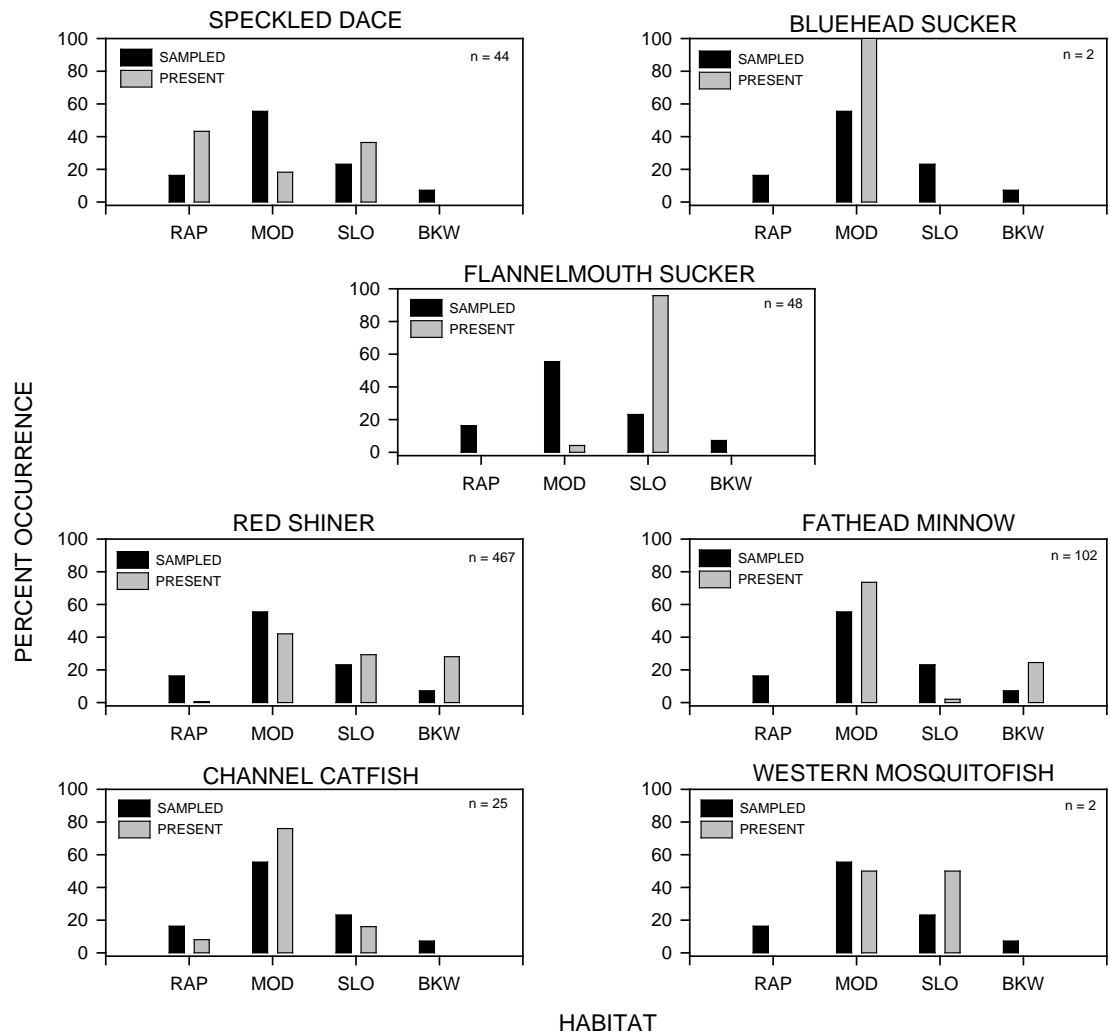 SPECKLED DACE
100
80
60
40
20
0
SAMPLED
PRESENT
n = 44
RAP MOD SLO BKW
BLUEHEAD SUCKER
100
80
60
40
20
0
SAMPLED
PRESENT
n = 2
RAP MOD SLO BKW
FLANNELMOUTH SUCKER
100
80
60
40
20
0
SAMPLED
PRESENT
n = 48
RAP MOD SLO BKW
PERCENT OCCURRENCE
RED SHINER
100
80
60
40
20
0
SAMPLED
PRESENT
n = 467
RAP MOD SLO BKW
FATHEAD MINNOW
100
80
60
40
20
0
SAMPLED
PRESENT
n = 102
RAP MOD SLO BKW
CHANNEL CATFISH
100
80
60
40
20
0
SAMPLED
PRESENT
n = 25
RAP MOD SLO BKW
WESTERN MOSQUITOFISH
100
80
60
40
20
0
SAMPLED
PRESENT
n = 2
RAP MOD SLO BKW
HABITAT